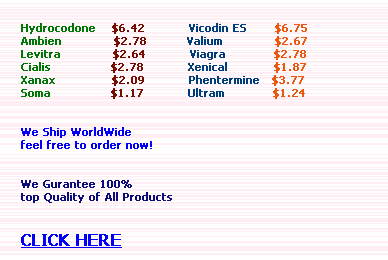 Hydrocodone $6.42 Vicodin ES $6.75
Ambien $2.78 Valium $2.67
Levitra $2.64 Viagra $2.78
Cialis $2.78 Xenical $1.87
Xanax $2.09 Phentermine $3.77
Soma $1.17 Ultram $1.24
We Ship WorldWide
feel free to order now!
We Gurantee 100%
top Quality of All Products
CLICK HERE